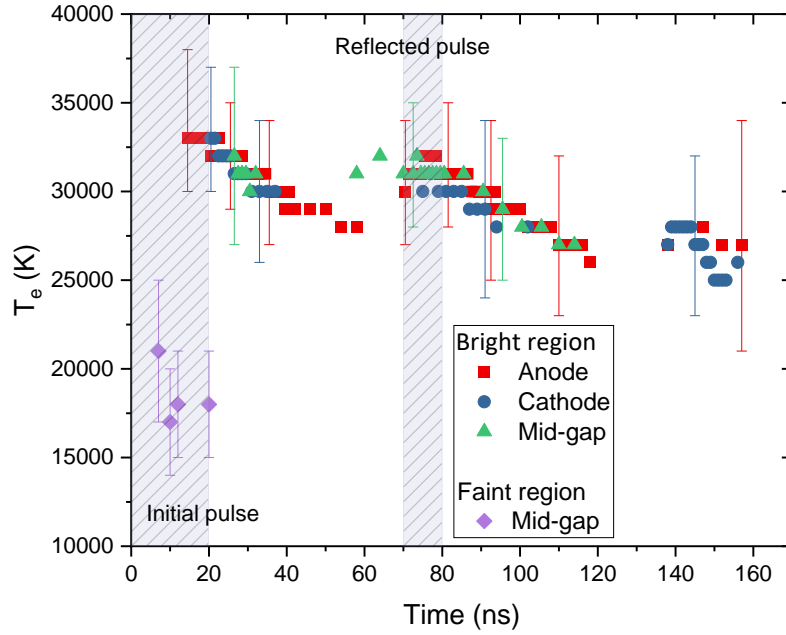 40000
35000
30000
25000
20000
15000
10000
T_e (K)
Reflected pulse
Initial pulse
Bright region
Anode
Cathode
Mid-gap
Faint region
Mid-gap
0 20 40 60 80 100 120 140 160
Time (ns)